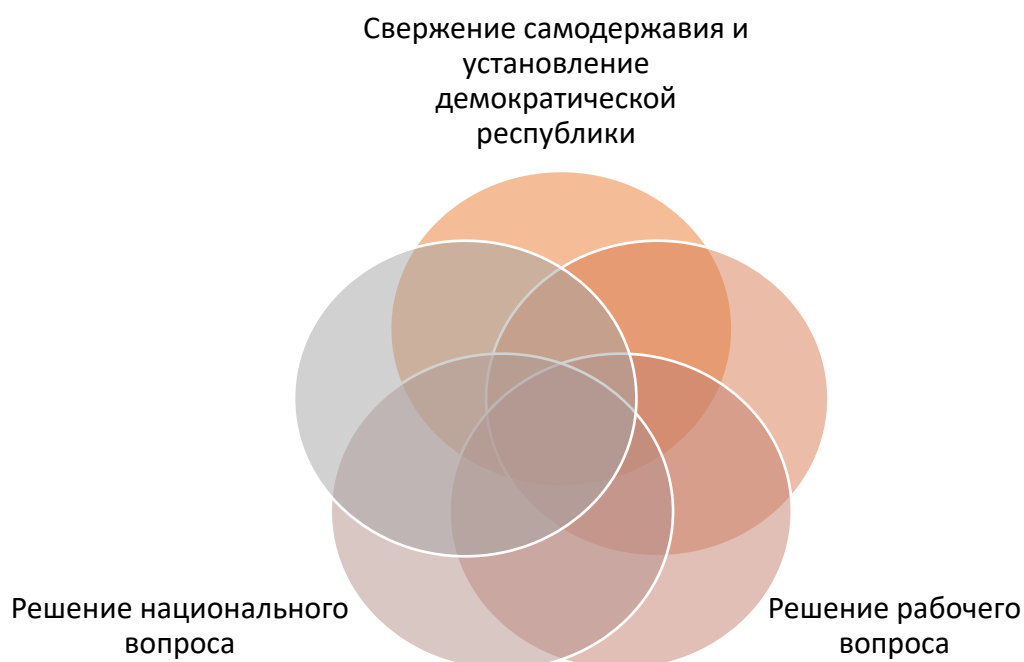 Свержение самодержавия и
установление
демократической
республики
Решение национального
вопроса
Решение рабочего
вопроса